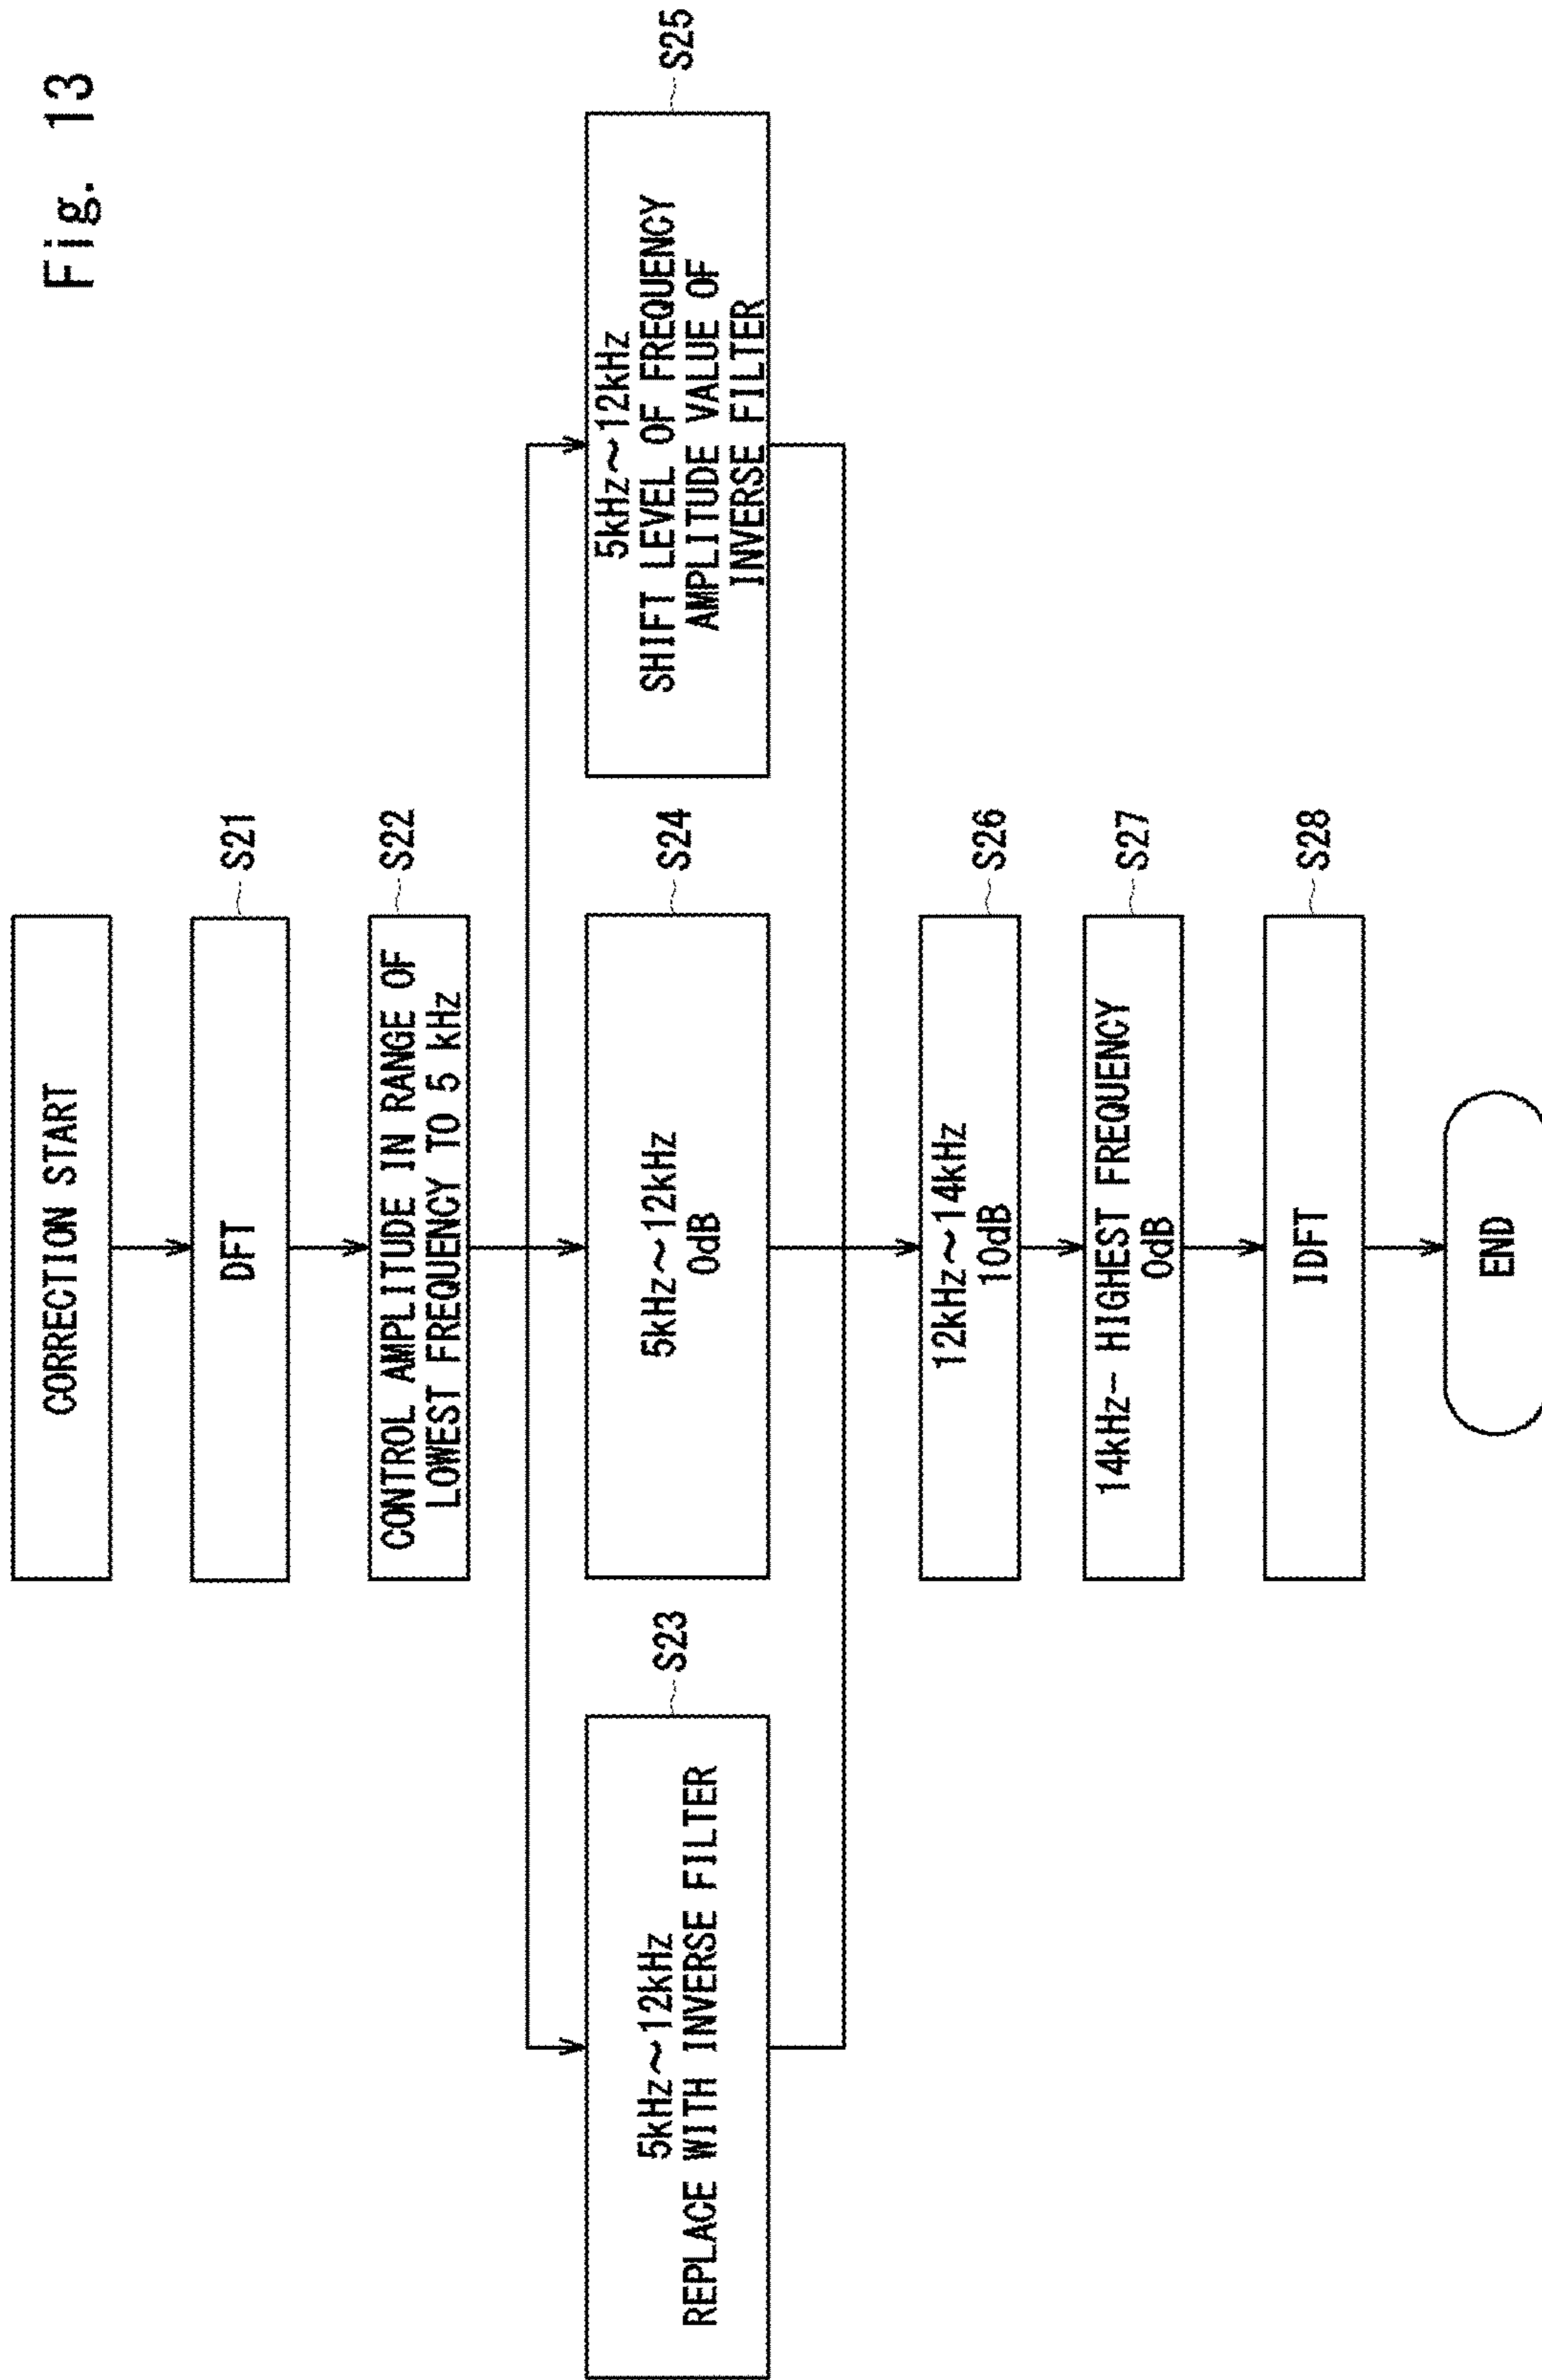 Fig. 13
CORRECTION START
DFT
S21
CONTROL AMPLITUDE IN RANGE OF
LOWEST FREQUENCY TO 5 kHz
S22
5kHz~12kHz
REPLACE WITH INVERSE FILTER
S23
5kHz~12kHz
0dB
S24
5kHz~12kHz
SHIFT LEVEL OF FREQUENCY
AMPLITUDE VALUE OF
INVERSE FILTER
S25
12kHz~14kHz
10dB
S26
14kHz- HIGHEST FREQUENCY
0dB
S27
IDFT
S28
END